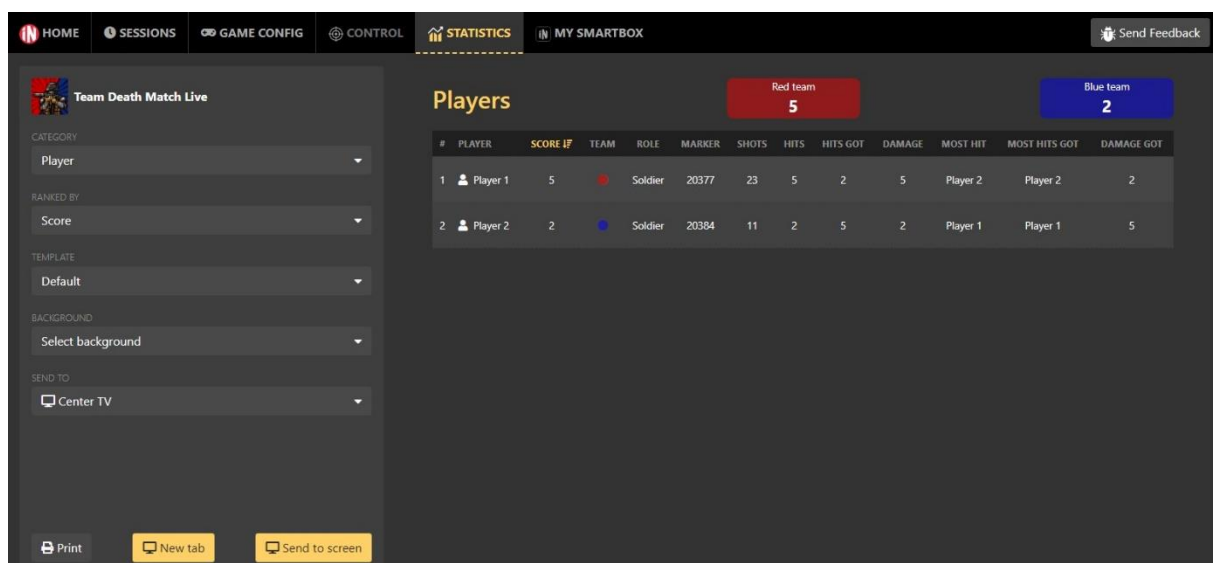 IN HOME SESSIONS GAME CONFIG CONTROL STATISTICS IN MY SMARTBOX Send Feedback
Team Death Match Live
CATEGORY
Player
RANKED BY
Score
TEMPLATE
Default
BACKGROUND
Select background
SEND TO
Center TV
Print New tab Send to screen
Players
Red team
5
Blue team
2
# PLAYER SCORE TEAM ROLE MARKER SHOTS HITS HITS GOT DAMAGE MOST HIT MOST HITS GOT DAMAGE GOT
1 Player 1 5 Soldier 20377 23 5 2 5 Player 2 Player 2 2
2 Player 2 2 Soldier 20384 11 2 5 2 Player 1 Player 1 5